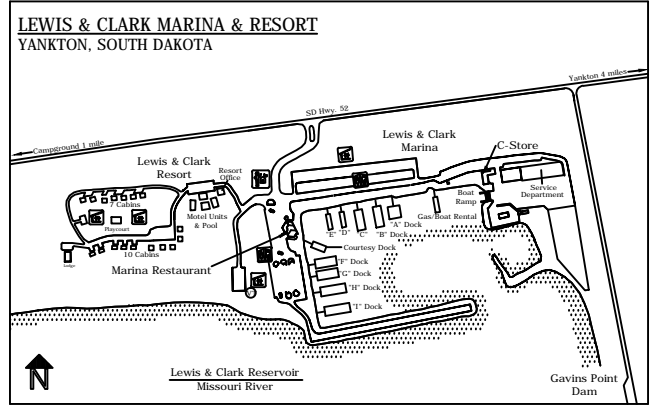 LEWIS & CLARK MARINA & RESORT
YANKTON, SOUTH DAKOTA
Yankton 4 miles
SD Hwy. 52
Campground 1 mile
Lewis & Clark
Marina
C-Store
Lewis & Clark
Resort
Resort
Office
Service
Department
Boat
Ramp
7 Cabins
Playcourt
Motel Units
& Pool
Gas/Boat Rental
"A" Dock
"E"
"D"
"C"
"B" Dock
Courtesy Dock
10 Cabins
Lodge
Marina Restaurant
"F" Dock
"G" Dock
"H" Dock
"I" Dock
Lewis & Clark Reservoir
Missouri River
Gavins Point
Dam
N